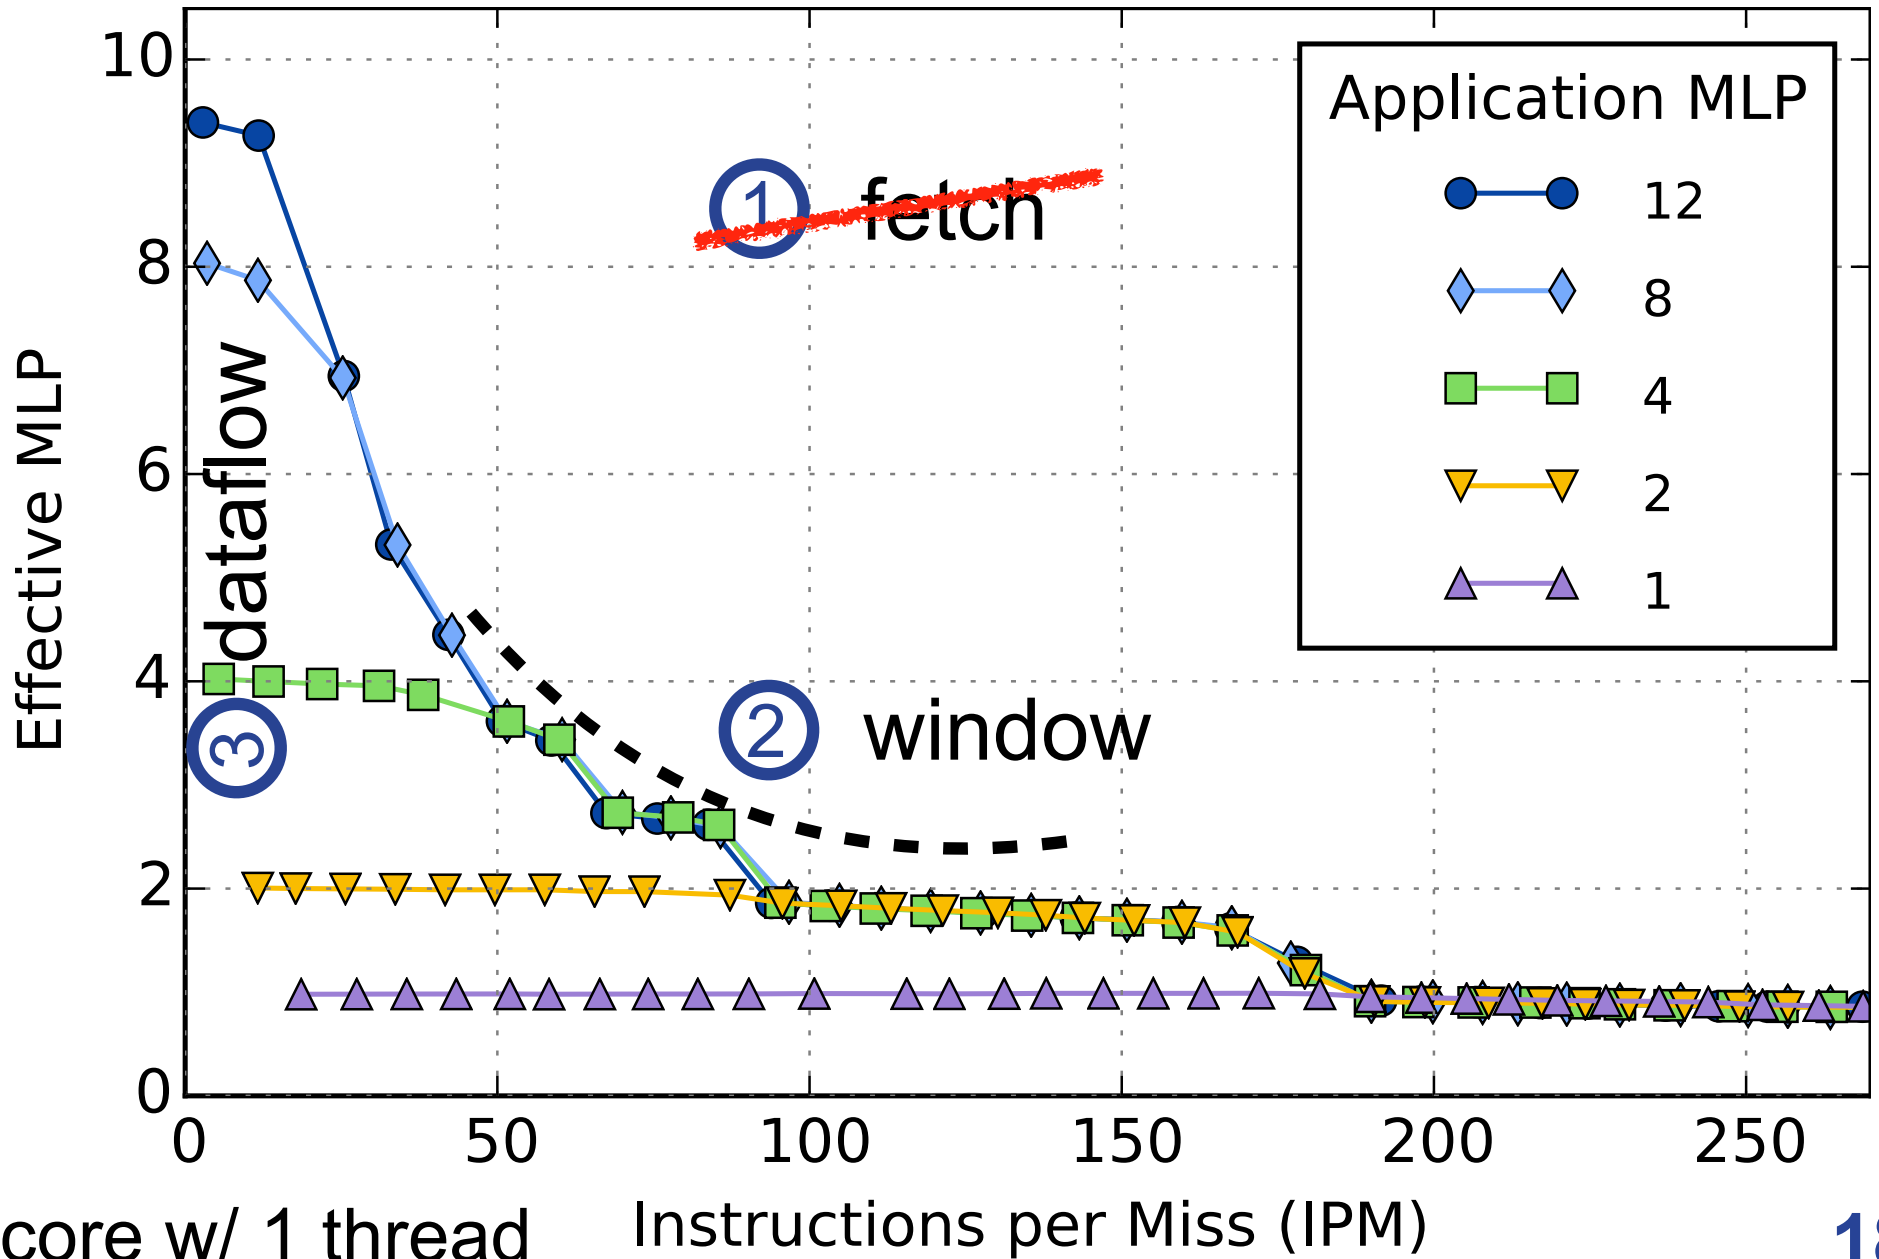 10
8
6
4
2
0
Effective MLP
0
50
100
150
200
250
Instructions per Miss (IPM)
Application MLP
12
8
4
2
1
1 fetch
2 window
3 dataflow
core w/ 1 thread
18